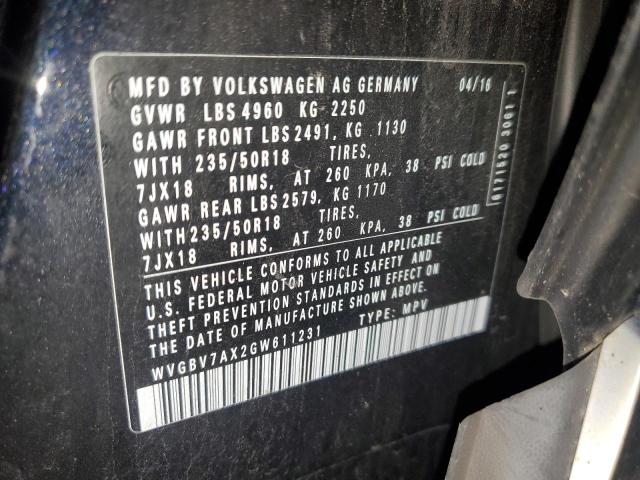 MFD BY VOLKSWAGEN AG GERMANY 04/16
GVWR LBS 4960 KG 2250
GAWR FRONT LBS 2491, KG 1130
WITH 235/50R18 TIRES,
7JX18 RIMS, AT 260 KPA, 38 PSI COLD
GAWR REAR LBS 2579, KG 1170
WITH 235/50R18 TIRES,
7JX18 RIMS, AT 260 KPA, 38 PSI COLD
THIS VEHICLE CONFORMS TO ALL APPLICABLE
U.S. FEDERAL MOTOR VEHICLE SAFETY AND
THEFT PREVENTION STANDARDS IN EFFECT ON
THE DATE OF MANUFACTURE SHOWN ABOVE.
WVGBV7AX2GW611231 TYPE: MPV